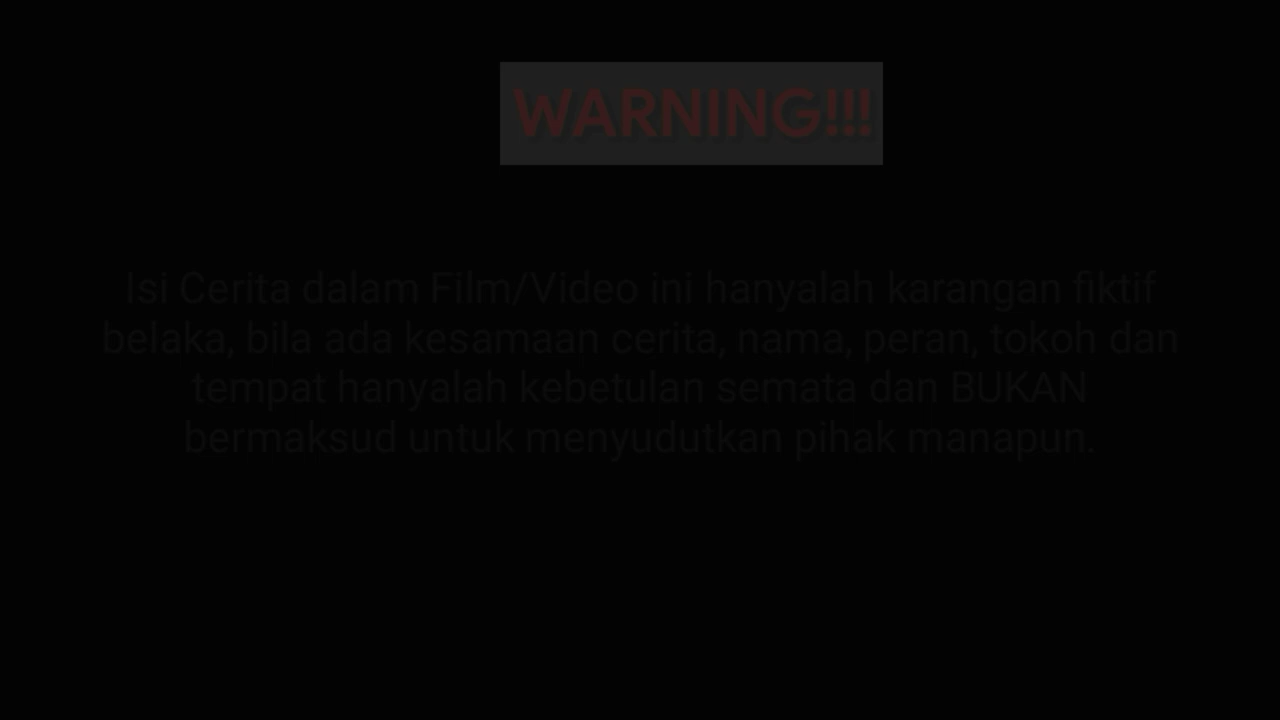 WARNING!!!
Isi Cerita dalam Film/Video ini hanyalah karangan fiktif
belaka, bila ada kesamaan cerita, nama, peran, tokoh dan
tempat hanyalah kebetulan semata dan BUKAN
bermaksud untuk menyudutkan pihak manapun.